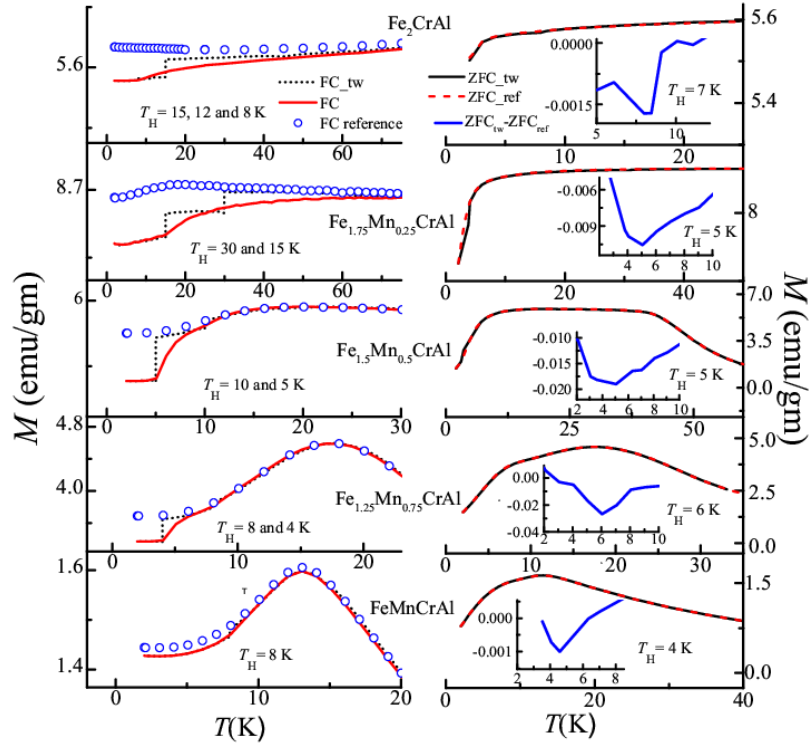 Fe2CrAl
5.6
FC_tw
FC
FC reference
TH = 15, 12 and 8 K
0 20 40 60
5.6
5.4
ZFC_tw
ZFC_ref
ZFCtw-ZFCref
0.0000
-0.0015
5 10
TH = 7 K
0 10 20
8.7
Fe1.75Mn0.25CrAl
TH = 30 and 15 K
0 20 40 60
8
-0.006
-0.009
4 6 8 10
TH = 5 K
0 20 40
6
Fe1.5Mn0.5CrAl
TH = 10 and 5 K
0 10 20 30
7.0
3.5
0.0
-0.010
-0.015
-0.020
2 4 6 8 10
TH = 5 K
0 25 50
4.8
4.0
Fe1.25Mn0.75CrAl
TH = 8 and 4 K
0 10 20
5.0
2.5
0.0
0.00
-0.02
-0.04
2 4 6 8 10
TH = 6 K
0 10 20 30
1.6
1.4
T
FeMnCrAl
TH = 8 K
0 10 20
1.5
0.0
0.000
-0.001
2 4 6 8
TH = 4 K
0 20 40
M (emu/gm)
M (emu/gm)
T(K)
T(K)